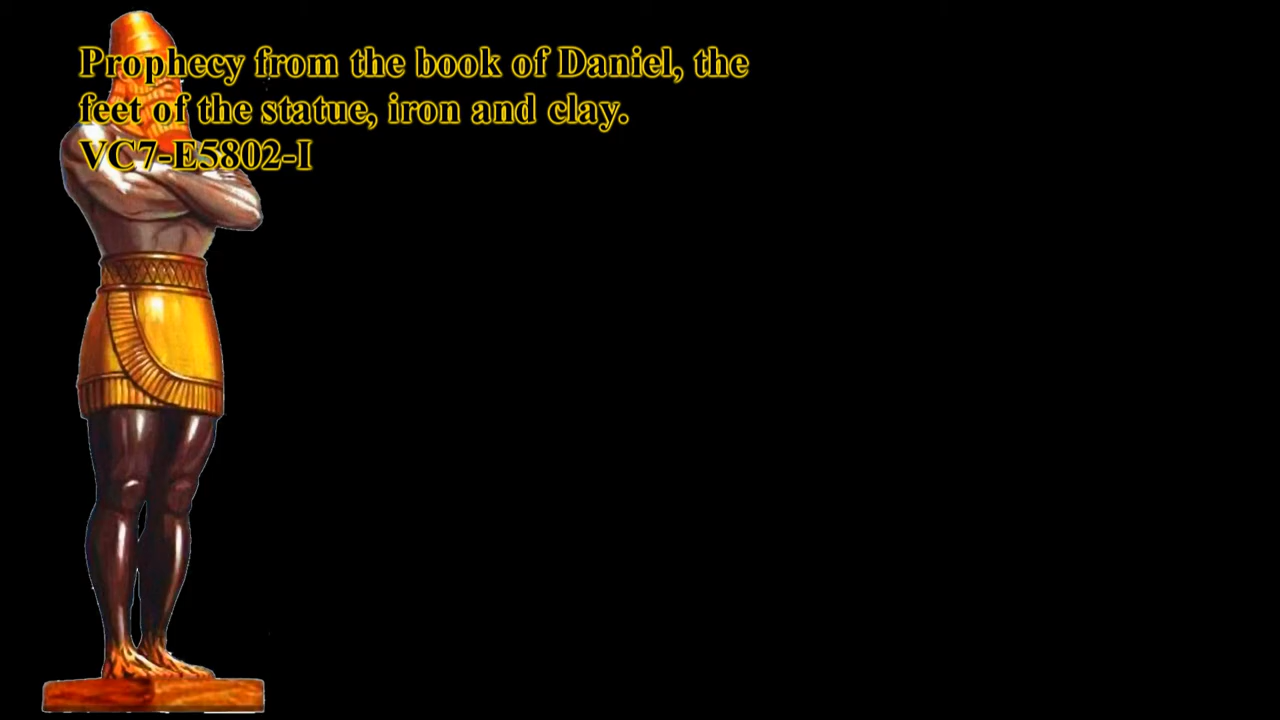 Prophecy from the book of Daniel, the
feet of the statue, iron and clay.
VC7-E5802-I